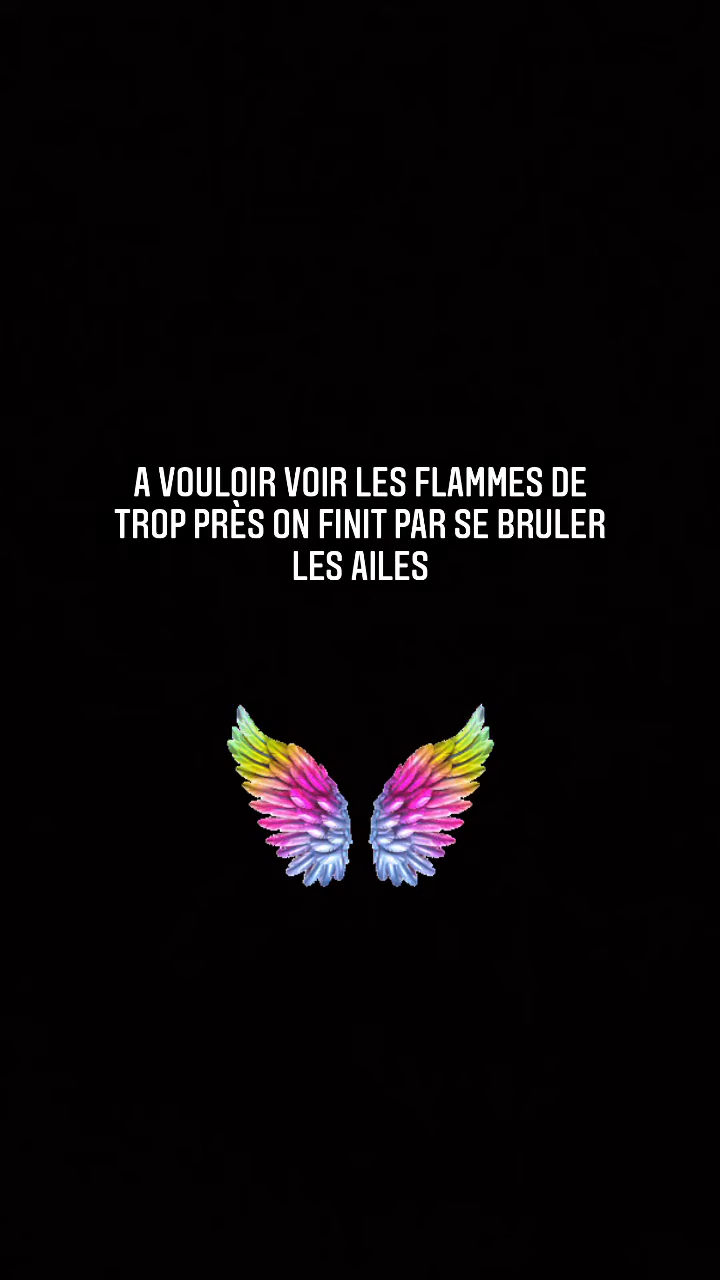 A VOULOIR VOIR LES FLAMMES DE
TROP PRÈS ON FINIT PAR SE BRULER
LES AILES